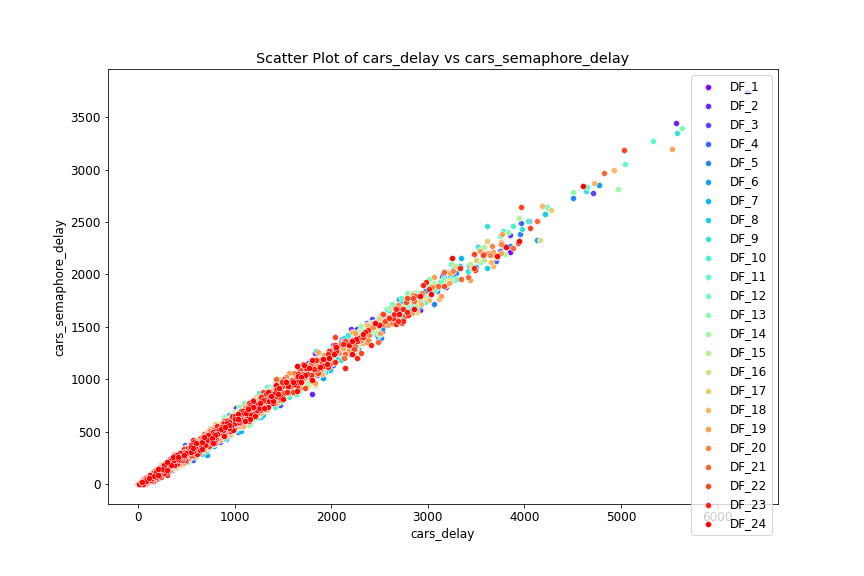 Scatter Plot of cars_delay vs cars_semaphore_delay
cars_semaphore_delay
3500
3000
2500
2000
1500
1000
500
0
0 1000 2000 3000 4000 5000 6000
cars_delay
DF_1
DF_2
DF_3
DF_4
DF_5
DF_6
DF_7
DF_8
DF_9
DF_10
DF_11
DF_12
DF_13
DF_14
DF_15
DF_16
DF_17
DF_18
DF_19
DF_20
DF_21
DF_22
DF_23
DF_24